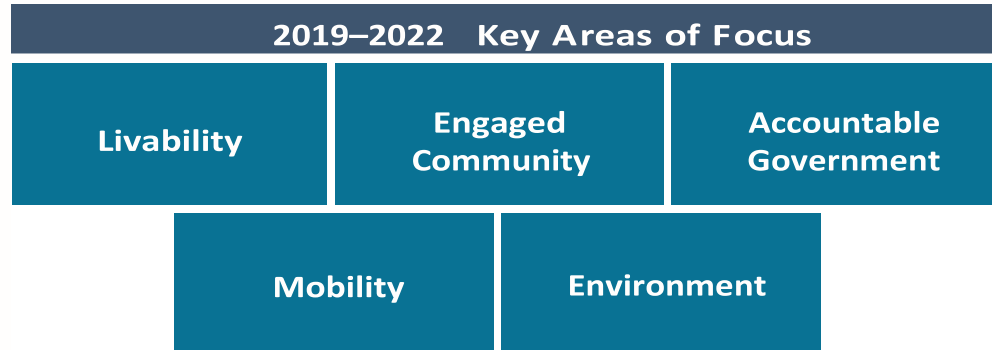 2019–2022 Key Areas of Focus
Livability
Engaged
Community
Accountable
Government
Mobility
Environment